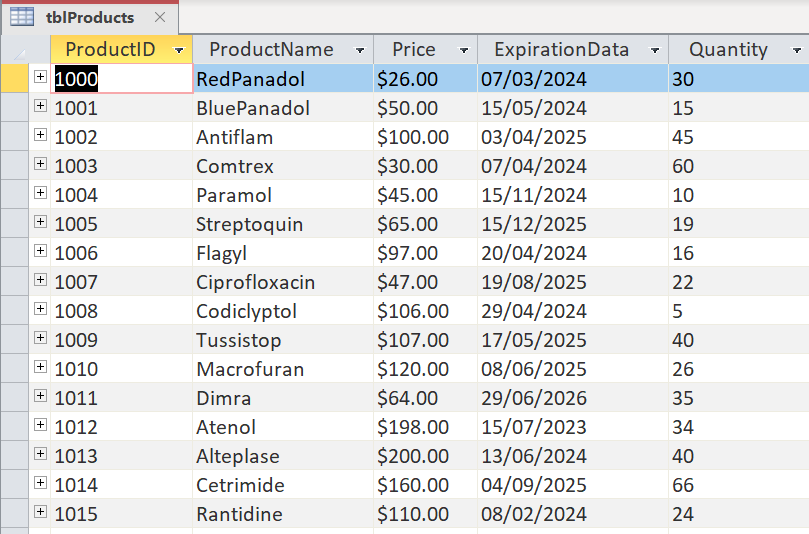 tblProducts
ProductID ProductName Price ExpirationData Quantity
1000 RedPanadol $26.00 07/03/2024 30
1001 BluePanadol $50.00 15/05/2024 15
1002 Antiflam $100.00 03/04/2025 45
1003 Comtrex $30.00 07/04/2024 60
1004 Paramol $45.00 15/11/2024 10
1005 Streptoquin $65.00 15/12/2025 19
1006 Flagyl $97.00 20/04/2024 16
1007 Ciprofloxacin $47.00 19/08/2025 22
1008 Codiclyptol $106.00 29/04/2024 5
1009 Tussistop $107.00 17/05/2025 40
1010 Macrofuran $120.00 08/06/2025 26
1011 Dimra $64.00 29/06/2026 35
1012 Atenol $198.00 15/07/2023 34
1013 Alteplase $200.00 13/06/2024 40
1014 Cetrimide $160.00 04/09/2025 66
1015 Rantidine $110.00 08/02/2024 24